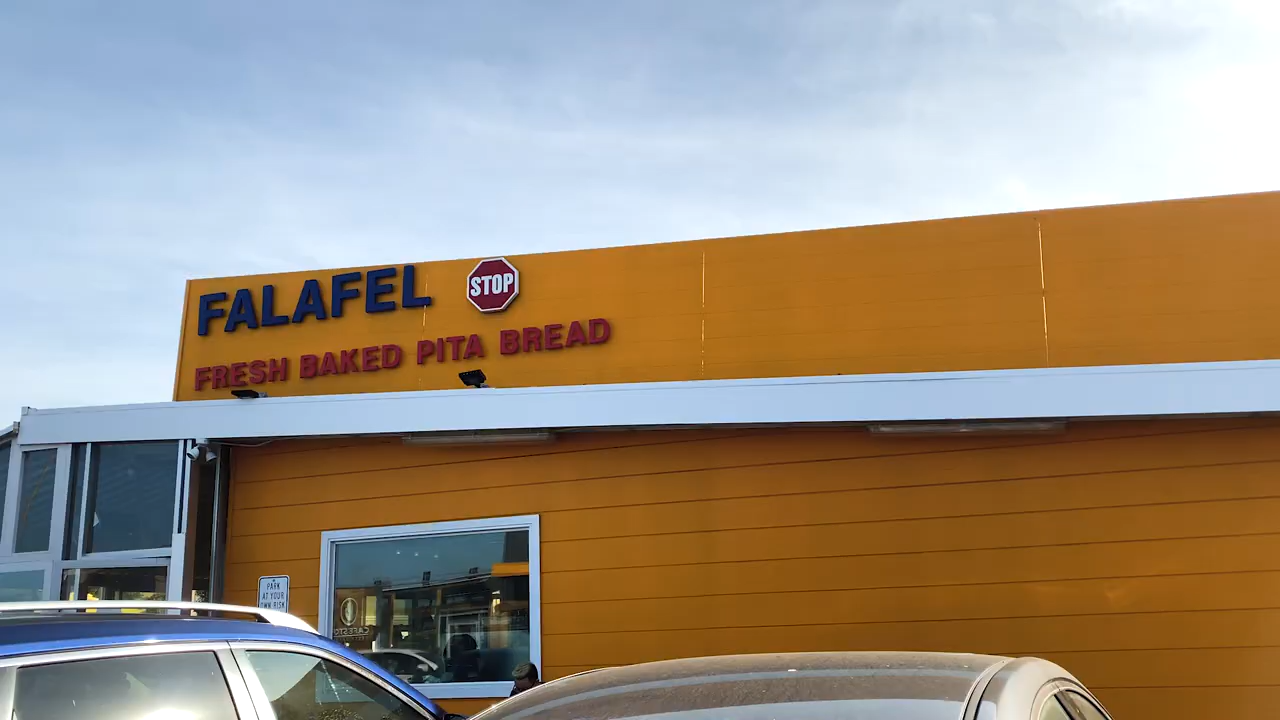 FALAFEL STOP
FRESH BAKED PITA BREAD
PARK
AT YOUR
OWN RISK